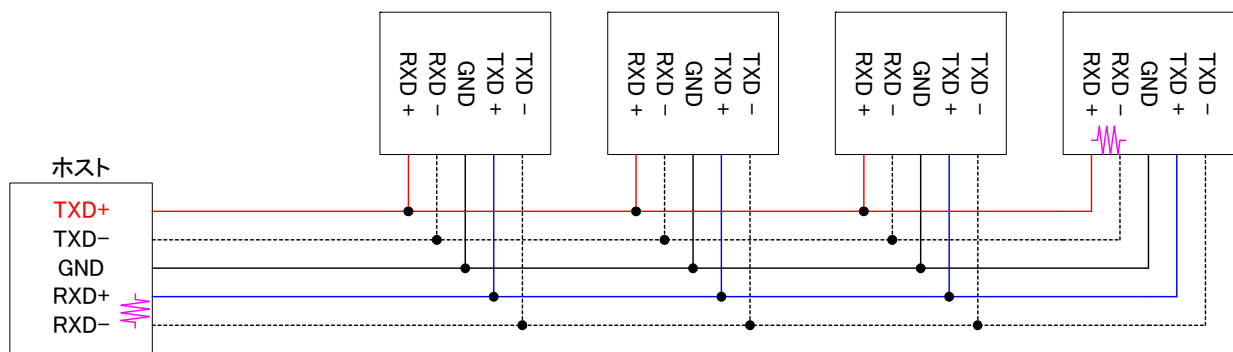 RXD +
RXD -
GND
TXD +
TXD -
RXD +
RXD -
GND
TXD +
TXD -
RXD +
RXD -
GND
TXD +
TXD -
RXD +
RXD -
GND
TXD +
TXD -
ホスト
TXD+
TXD-
GND
RXD+
RXD-